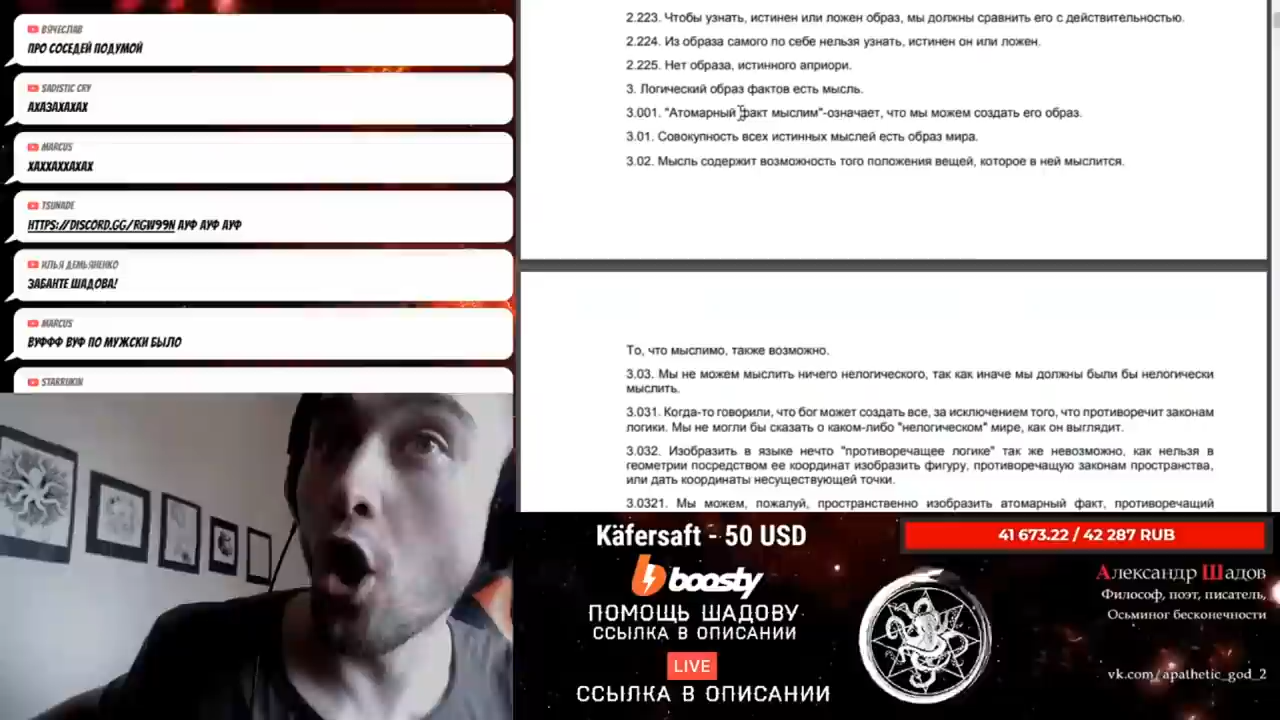 ВЯЧЕСЛАВ
ПРО СОСЕДЕЙ ПОДУМОЙ
SADISTIC CRY
АХАЗАХАХАХ
MARCUS
ХАХХАХХАХАХ
TSUNADE
HTTPS://DISCORD.GG/RGW99N АУФ АУФ АУФ
ИЛЬЯ ДЕМЬЯНЕНКО
ЗАБАНТЕ ШАДОВА!
MARCUS
ВУФФФ ВУФ ПО МУЖСКИ БЫЛО
STARRUKIN
2.223. Чтобы узнать, истинен или ложен образ, мы должны сравнить его с действительностью.
2.224. Из образа самого по себе нельзя узнать, истинен он или ложен.
2.225. Нет образа, истинного априори.
3. Логический образ фактов есть мысль.
3.001. "Атомарный факт мыслим"-означает, что мы можем создать его образ.
3.01. Совокупность всех истинных мыслей есть образ мира.
3.02. Мысль содержит возможность того положения вещей, которое в ней мыслится.
То, что мыслимо, также возможно.
3.03. Мы не можем мыслить ничего нелогического, так как иначе мы должны были бы нелогически
мыслить.
3.031. Когда-то говорили, что бог может создать все, за исключением того, что противоречит законам
логики. Мы не могли бы сказать о каком-либо "нелогическом" мире, как он выглядит.
3.032. Изобразить в языке нечто "противоречащее логике" так же невозможно, как нельзя в
геометрии посредством ее координат изобразить фигуру, противоречащую законам пространства,
или дать координаты несуществующей точки.
3.0321. Мы можем, пожалуй, пространственно изобразить атомарный факт, противоречащий
Käfersaft - 50 USD
boosty
ПОМОЩЬ ШАДОВУ
ССЫЛКА В ОПИСАНИИ
LIVE
ССЫЛКА В ОПИСАНИИ
41 673.22 / 42 287 RUB
Александр Шадов
Философ, поэт, писатель,
Осьминог бесконечности
vk.com/apathetic_god_2